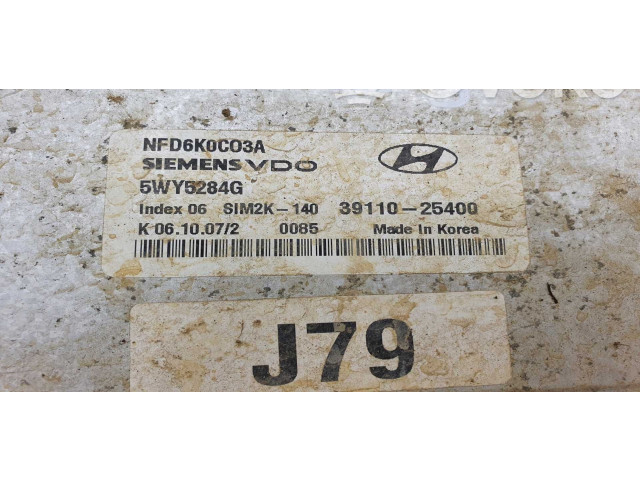 NFD6K0C03A
SIEMENS VDO
5WY5284G
Index 06 SIM2K-140 39110-25400
K 06.10.07/2 0085 Made In Korea
J79